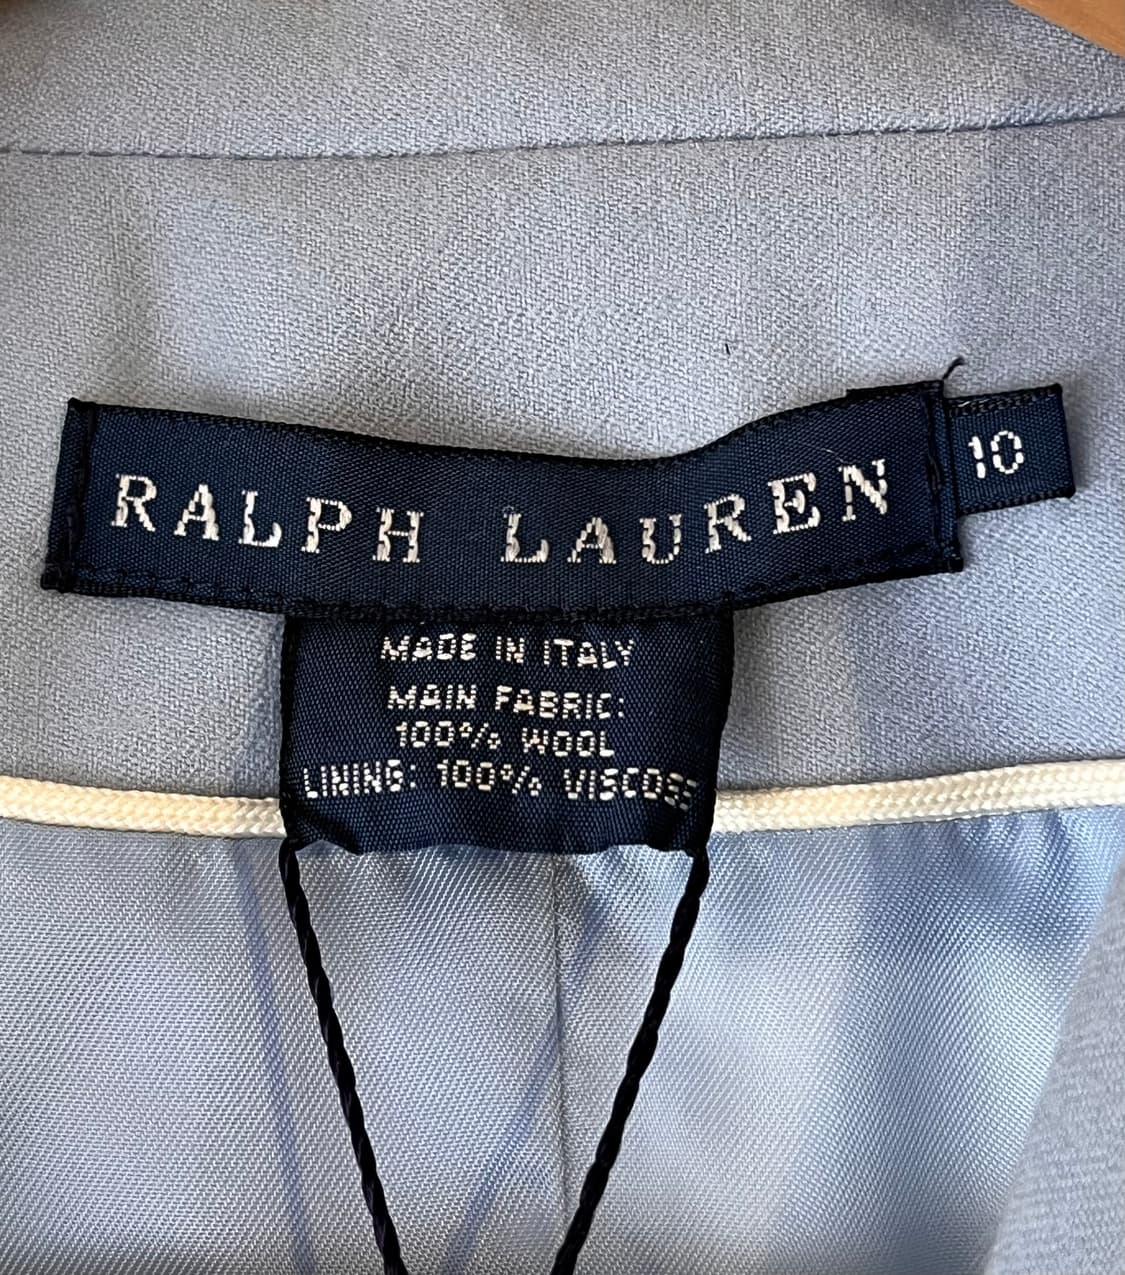 RALPH LAUREN
10
MADE IN ITALY
MAIN FABRIC:
100% WOOL
LINING: 100% VISCOSE